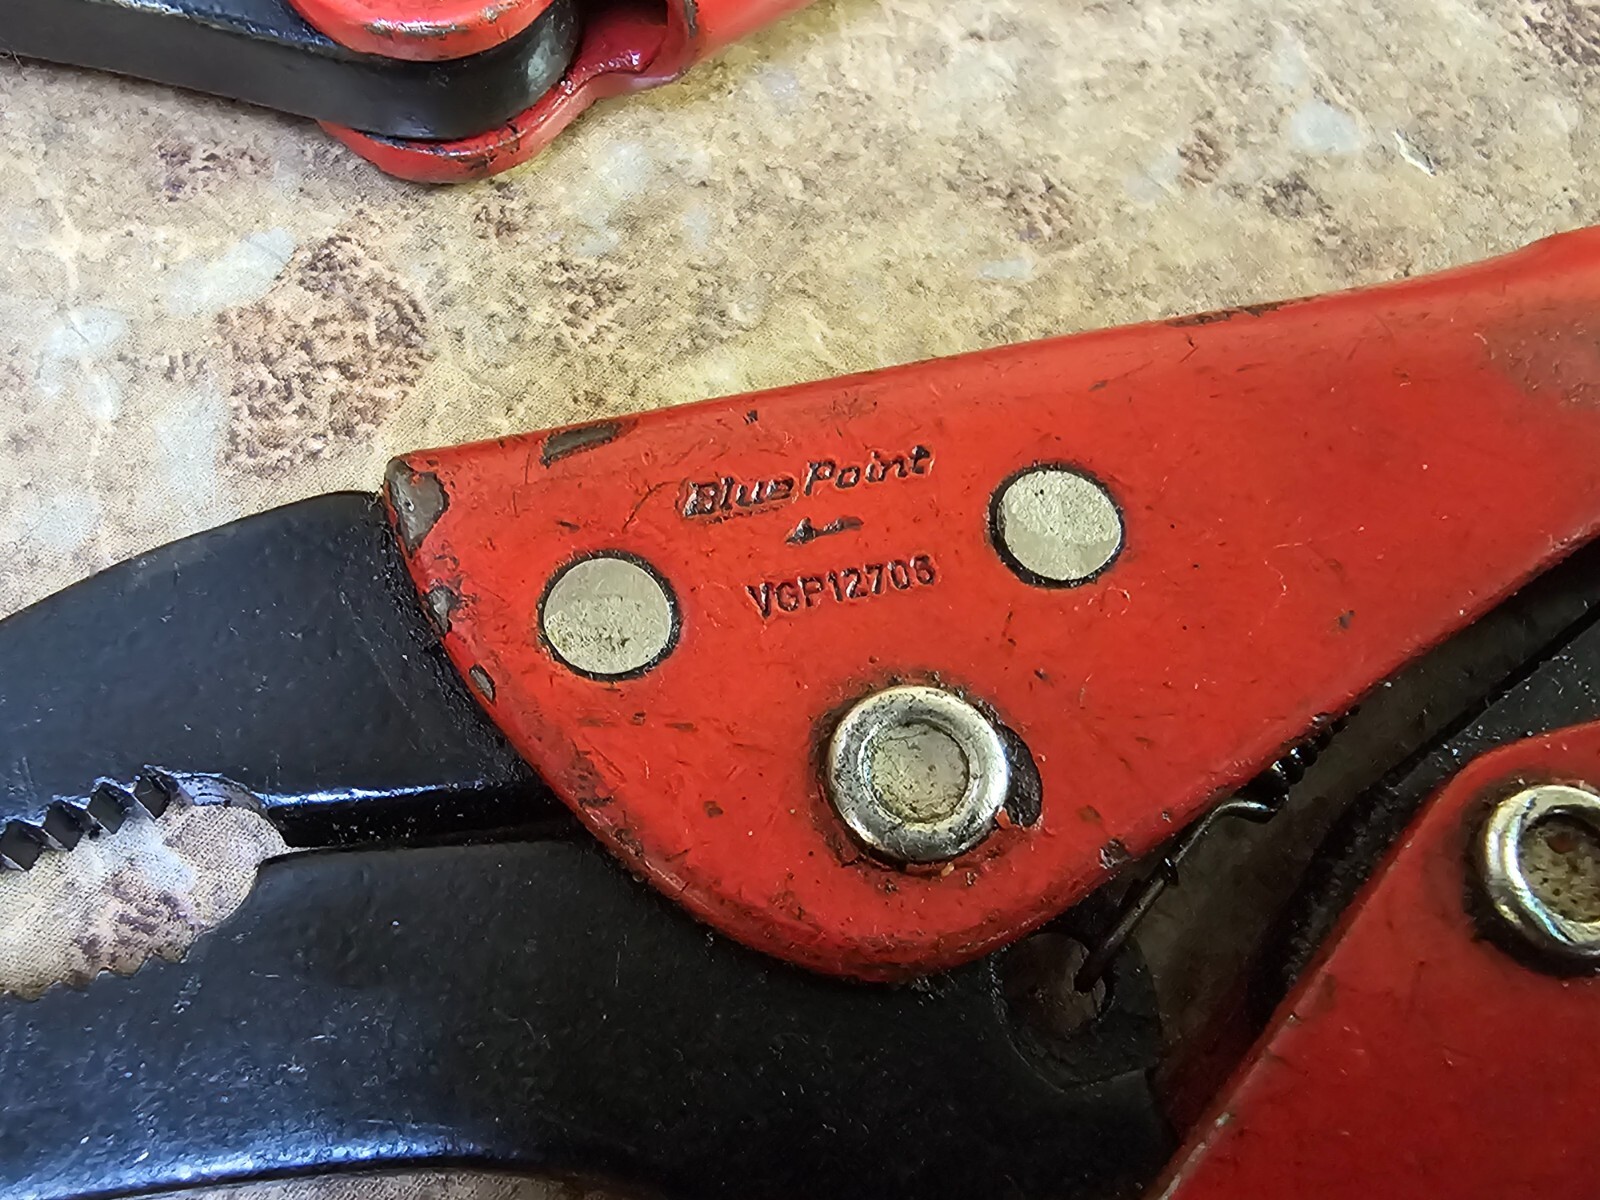 Blue Point
VGP12706